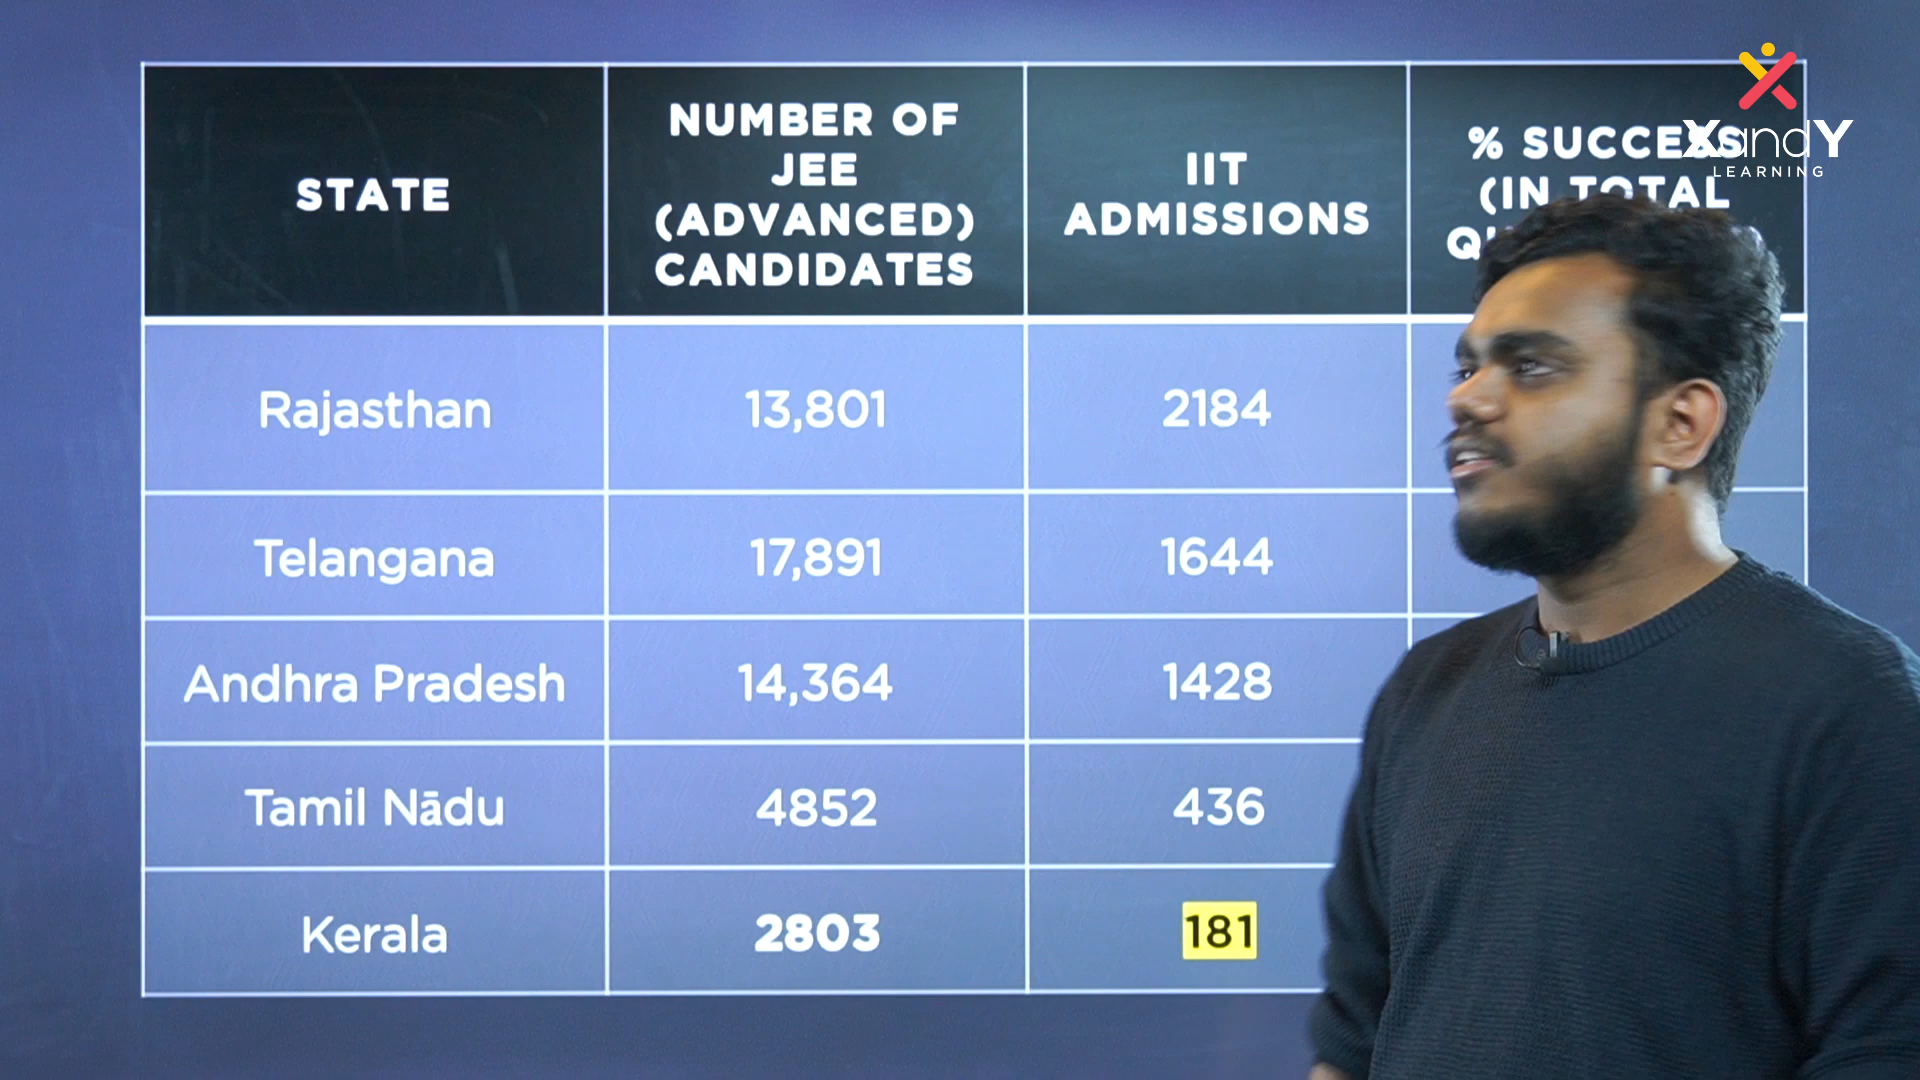 STATE
NUMBER OF
JEE
(ADVANCED)
CANDIDATES
IIT
ADMISSIONS
% SUCCESS
(IN TOTAL
XandY
LEARNING
Rajasthan 13,801 2184
Telangana 17,891 1644
Andhra Pradesh 14,364 1428
Tamil Nādu 4852 436
Kerala 2803 181